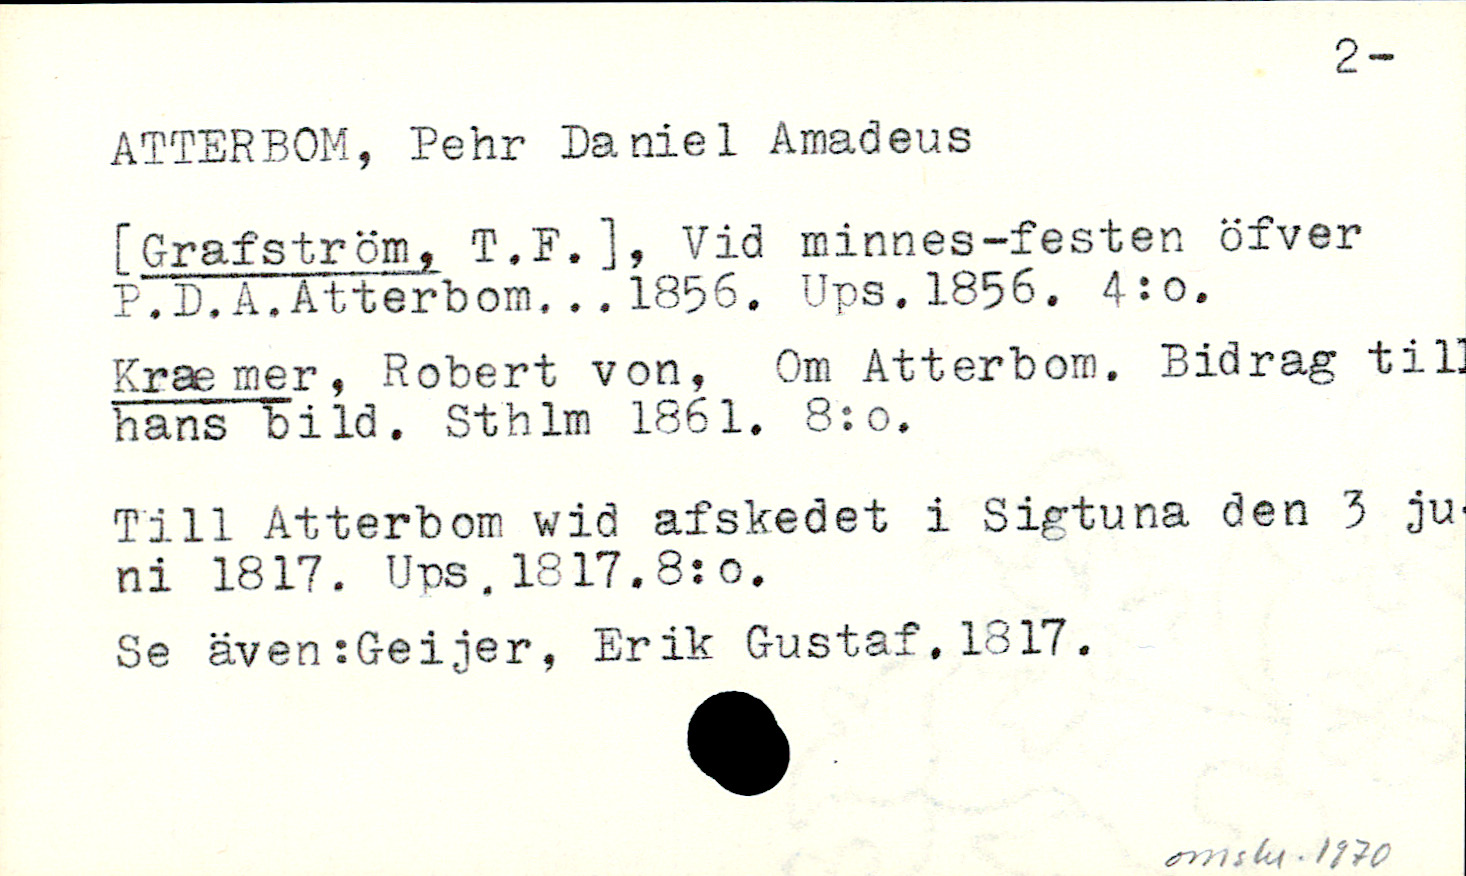 2-
ATTERBOM, Pehr Daniel Amadeus
[Grafström, T.F.], Vid minnes-festen öfver
P.D.A.Atterbom...1856. Ups.1856. 4:o.
Kræmer, Robert von, Om Atterbom. Bidrag till
hans bild. Sthlm 1861. 8:o.
Till Atterbom wid afskedet i Sigtuna den 3 ju-
ni 1817. Ups.1817.8:o.
Se även:Geijer, Erik Gustaf.1817.
omskr. 1970